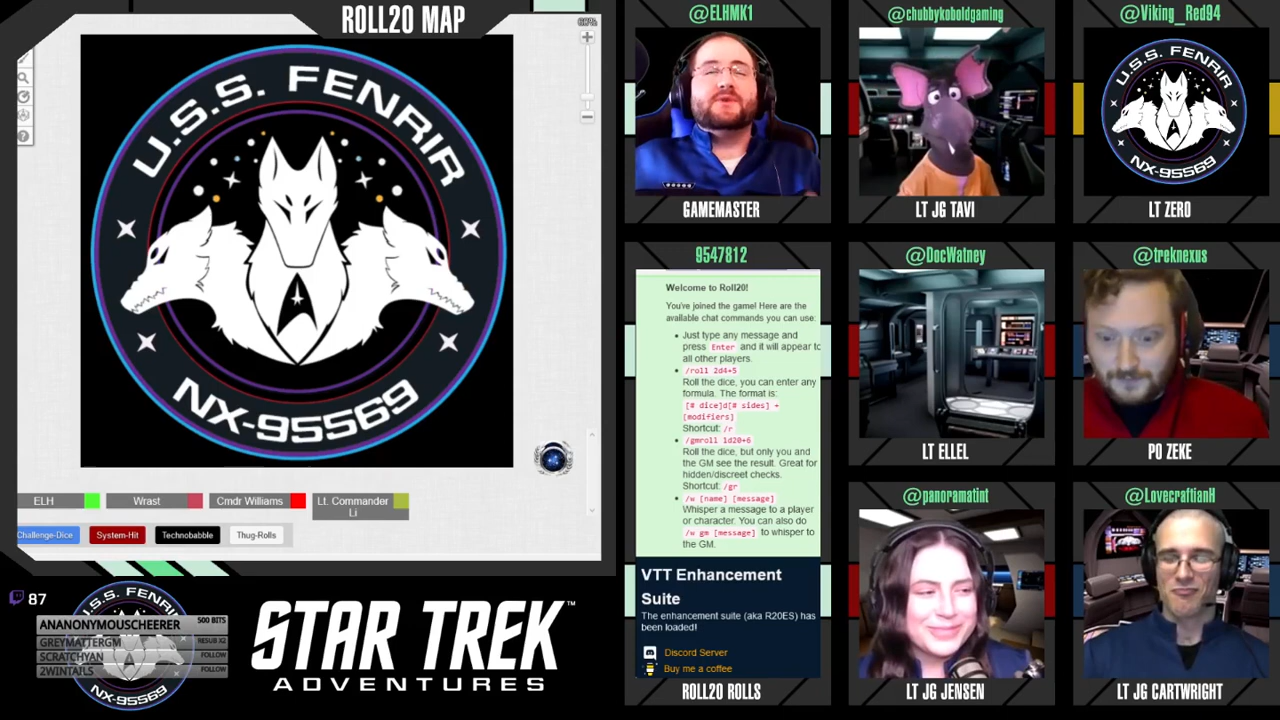 ROLL20 MAP
U.S.S. FENRIR
NX-95569
ELH
Wrast
Cmdr Williams
Lt. Commander
Li
Challenge-Dice
System-Hit
Technobabble
Thug-Rolls
87
ANANONYMOUSCHEERER
500 BITS
GREYMATTERGM
RESUB X2
SCRATCHYAN
FOLLOW
2WINTAILS
FOLLOW
NX-95569
STAR TREK™
ADVENTURES
@ELHMK1
GAMEMASTER
@chubbykoboldgaming
LT JG TAVI
@Viking_Red94
U.S.S. FENRIR
NX-95569
LT ZERO
9547812
Welcome to Roll20!
You've joined the game! Here are the
available chat commands you can use:
• Just type any message and
press Enter and it will appear to
all other players.
• /roll 2d4+5
Roll the dice, you can enter any
formula. The format is:
[# dice]d[# sides] +
[modifiers]
Shortcut: /r
• /gmroll 1d20+6
Roll the dice, but only you and
the GM see the result. Great for
hidden/discreet checks.
Shortcut: /gr
• /w [name] [message]
Whisper a message to a player
or character. You can also do
/w gm [message] to whisper to
the GM.
VTT Enhancement
Suite
The enhancement suite (aka R20ES) has
been loaded!
Discord Server
Buy me a coffee
ROLL20 ROLLS
@DocWatney
LT ELLEL
@treknexus
PO ZEKE
@panoramatint
LT JG JENSEN
@LovecraftianH
LT JG CARTWRIGHT